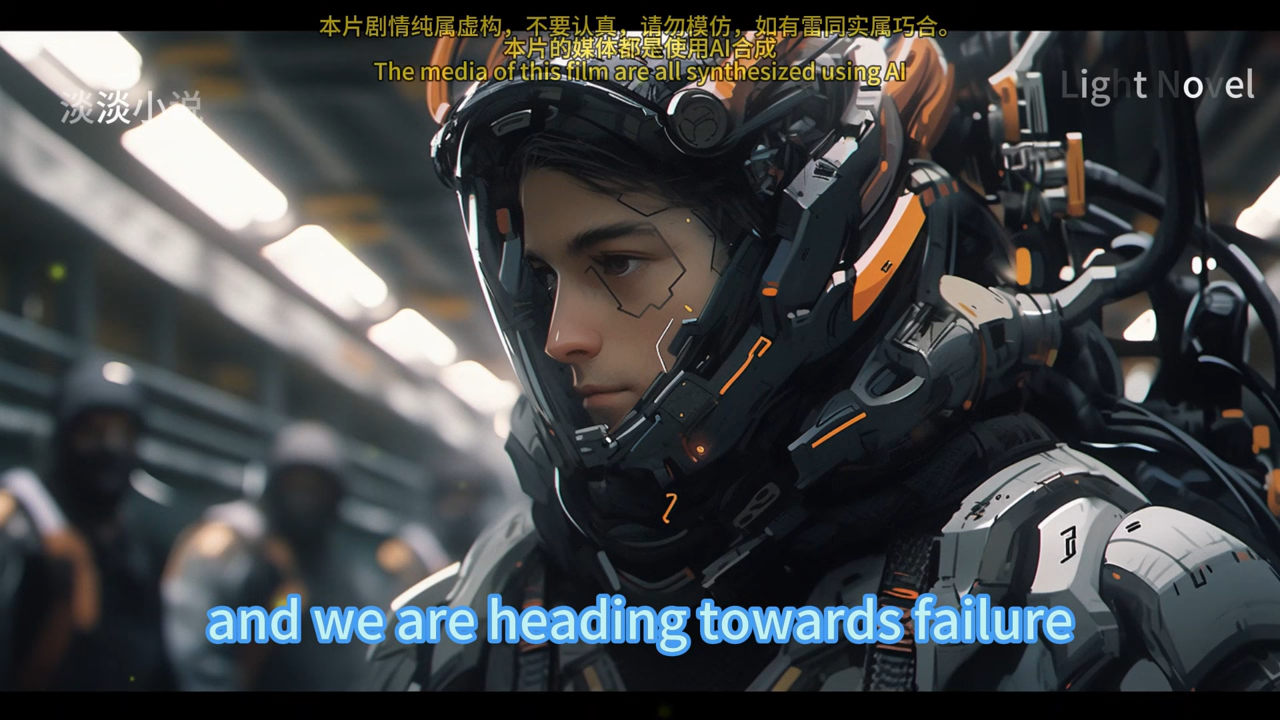 本片剧情纯属虚构，不要认真，请勿模仿，如有雷同实属巧合。
本片的媒体都是使用AI合成
The media of this film are all synthesized using AI
淡淡小说
Light Novel
and we are heading towards failure